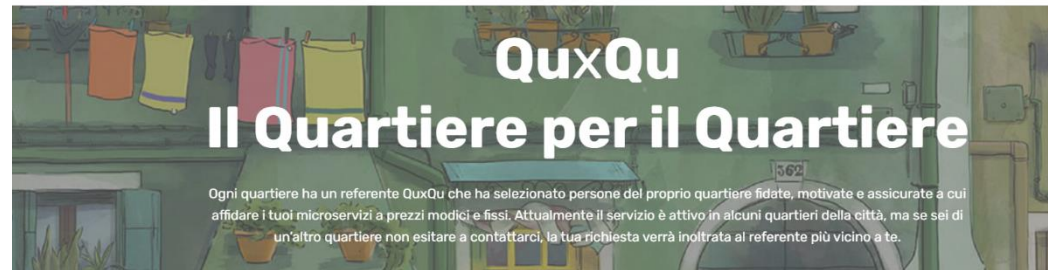 QuxQu
Il Quartiere per il Quartiere
362
Ogni quartiere ha un referente QuxQu che ha selezionato persone del proprio quartiere fidate, motivate e assicurate a cui
affidare i tuoi microservizi a prezzi modici e fissi. Attualmente il servizio è attivo in alcuni quartieri della città, ma se sei di
un'altro quartiere non esitare a contattarci, la tua richiesta verrà inoltrata al referente più vicino a te.